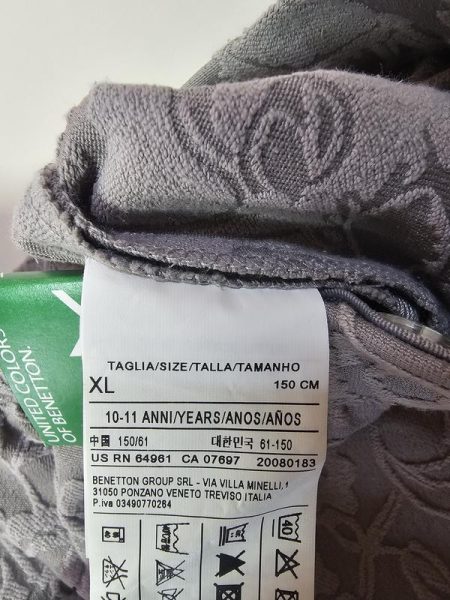 UNITED COLORS
OF BENETTON.
X
TAGLIA/SIZE/TALLA/TAMANHO
XL 150 CM
10-11 ANNI/YEARS/ANOS/AÑOS
中国 150/61 대한민국 61-150
US RN 64961 CA 07697 20080183
BENETTON GROUP SRL - VIA VILLA MINELLI,1
31050 PONZANO VENETO TREVISO ITALIA
P.iva 03490770264
40